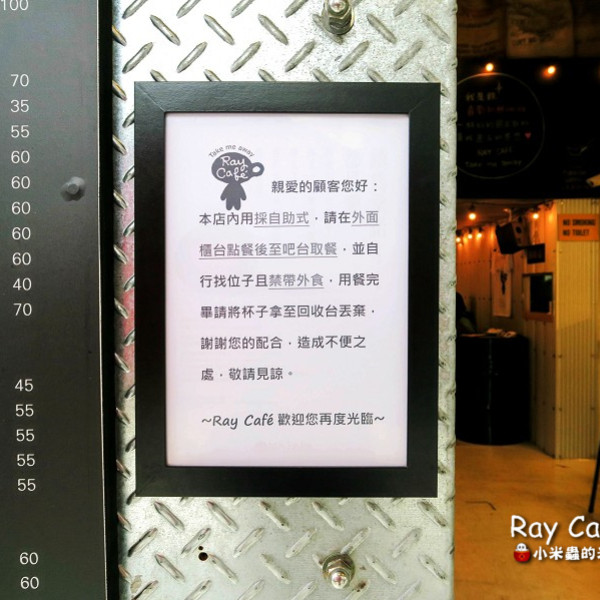 100
70
35
55
60
60
60
60
40
70
45
55
55
55
55
60
60
Take me away
Ray
Café
親愛的顧客您好：
本店內用採自助式，請在外面
櫃台點餐後至吧台取餐，並自
行找位子且禁帶外食，用餐完
畢請將杯子拿至回收台丟棄，
謝謝您的配合，造成不便之
處，敬請見諒。
~Ray Café 歡迎您再度光臨~
RAY CAFÉ
TAKE ME AWAY
NO SMOKING
NO TOILET
Ray Ca
小米蟲的